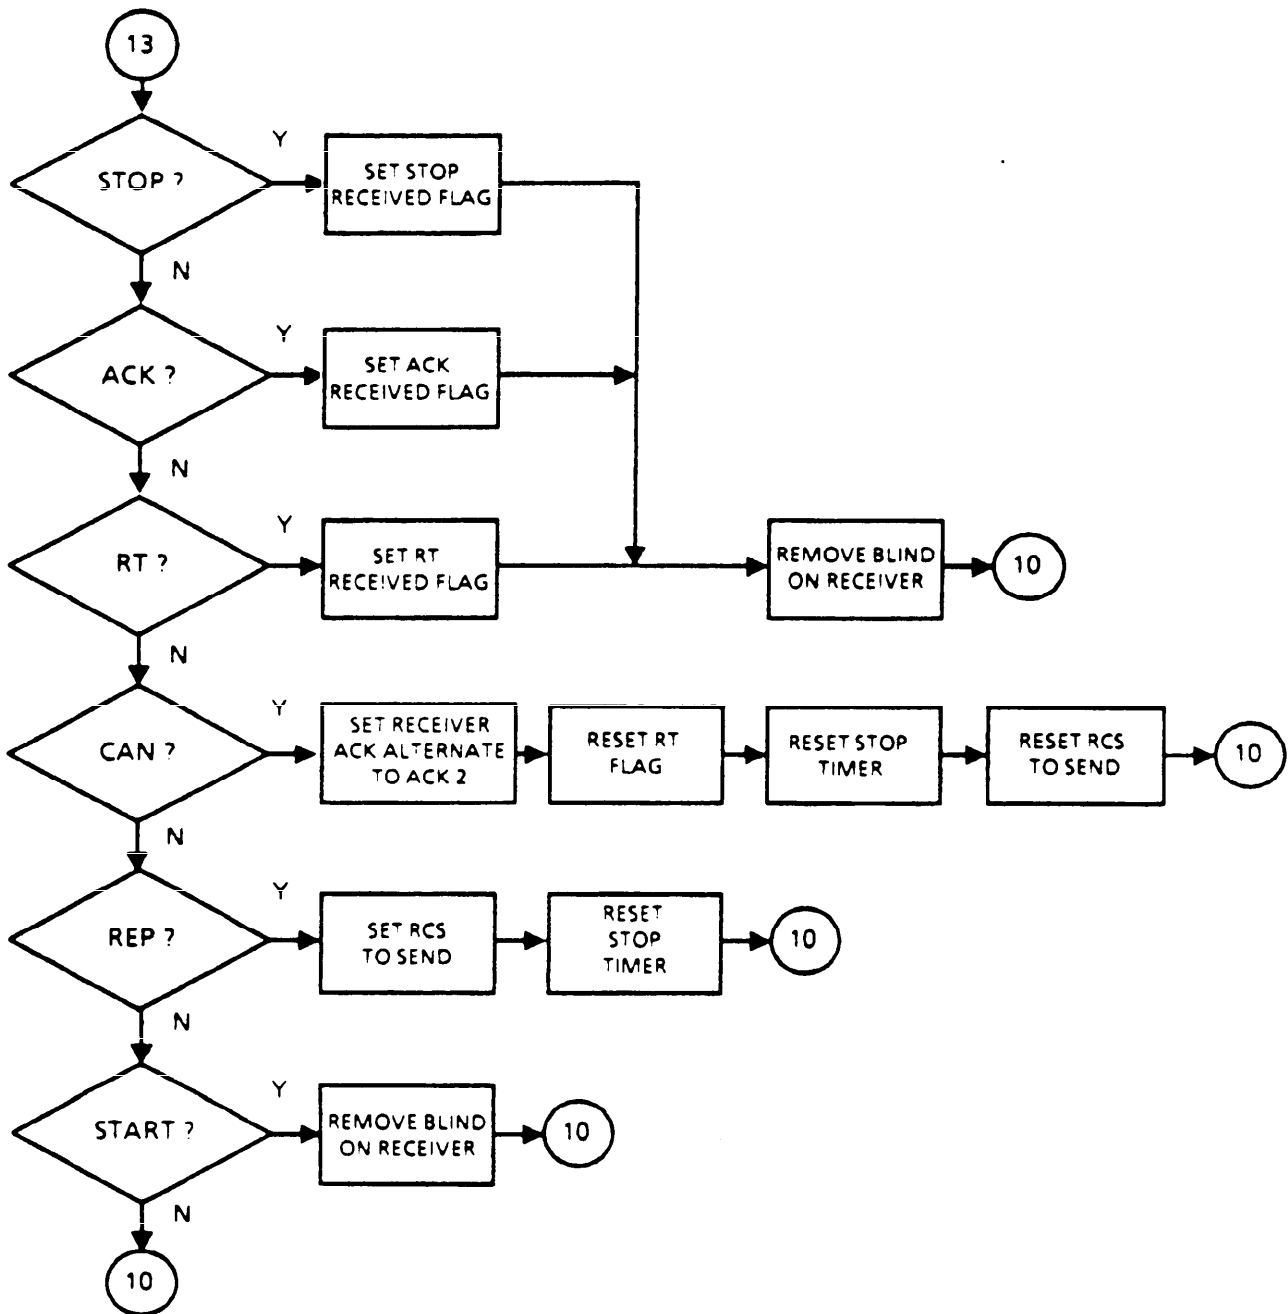 13
STOP ?
Y
SET STOP
RECEIVED FLAG
N
ACK ?
Y
SET ACK
RECEIVED FLAG
N
RT ?
Y
SET RT
RECEIVED FLAG
REMOVE BLIND
ON RECEIVER
10
N
CAN ?
Y
SET RECEIVER
ACK ALTERNATE
TO ACK 2
RESET RT
FLAG
RESET STOP
TIMER
RESET RCS
TO SEND
10
N
REP ?
Y
SET RCS
TO SEND
RESET
STOP
TIMER
10
N
START ?
Y
REMOVE BLIND
ON RECEIVER
10
N
10